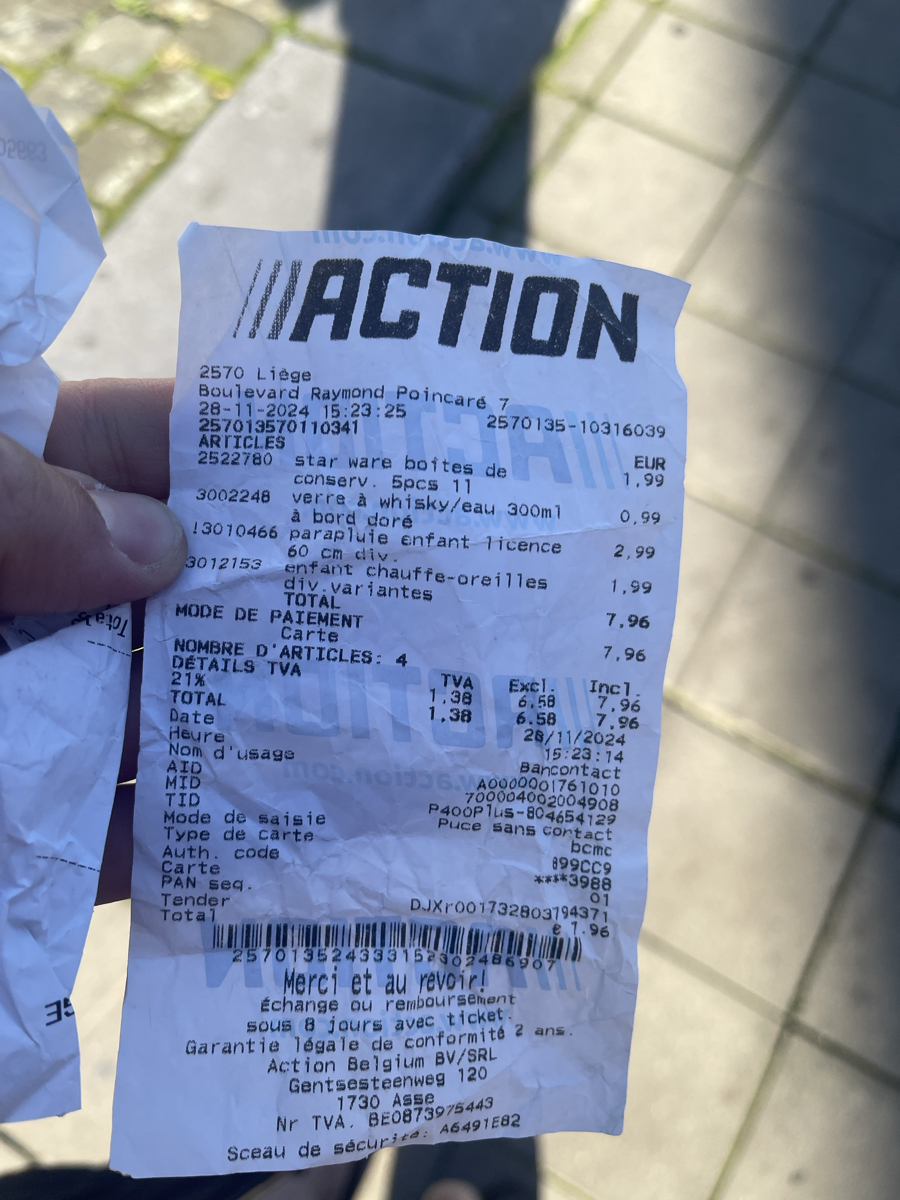 ACTION
2570 Liège
Boulevard Raymond Poincaré 7
28-11-2024 15:23:25 2570135-10316039
2570135701 10341
ARTICLES EUR
2522780 star ware boîtes de
conserv. 5pcs 11 1,99
3002248 verre à whisky/eau 300ml
à bord doré 0,99
!3010466 parapluie enfant licence
60 cm div. 2,99
3012153 enfant chauffe-oreilles
div.variantes 1,99
TOTAL 7,96
MODE DE PAIEMENT
Carte 7,96
NOMBRE D'ARTICLES: 4
DÉTAILS TVA TVA Excl. Incl.
21% 1.38 6.58 7,96
TOTAL 1.38 6.58 7,96
Date 28/11/2024
Heure 15:23:14
Nom d'usage Bancontact
AID A0000001761010
MID 700004002004908
TID P400Plus-804654129
Mode de saisie Puce sans contact
Type de carte bcmc
Auth. code 899CC9
Carte ****3988
PAN seq. 01
Tender DJXr001732803194371
Total €
257013524333152302486907
Merci et au revoir!
Échange ou remboursement
sous 8 jours avec ticket.
Garantie légale de conformité 2 ans.
Action Belgium BV/SRL
Gentsesteenweg 120
1730 Asse
Nr TVA. BE0873975443
Sceau de sécurité: A6491E82